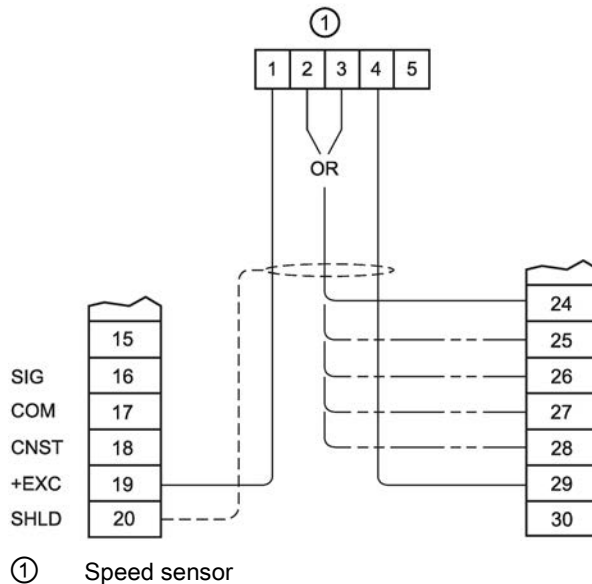 ①
1 2 3 4 5
OR
24
15 25
SIG 16 26
COM 17 27
CNST 18 28
+EXC 19 29
SHLD 20 30
① Speed sensor